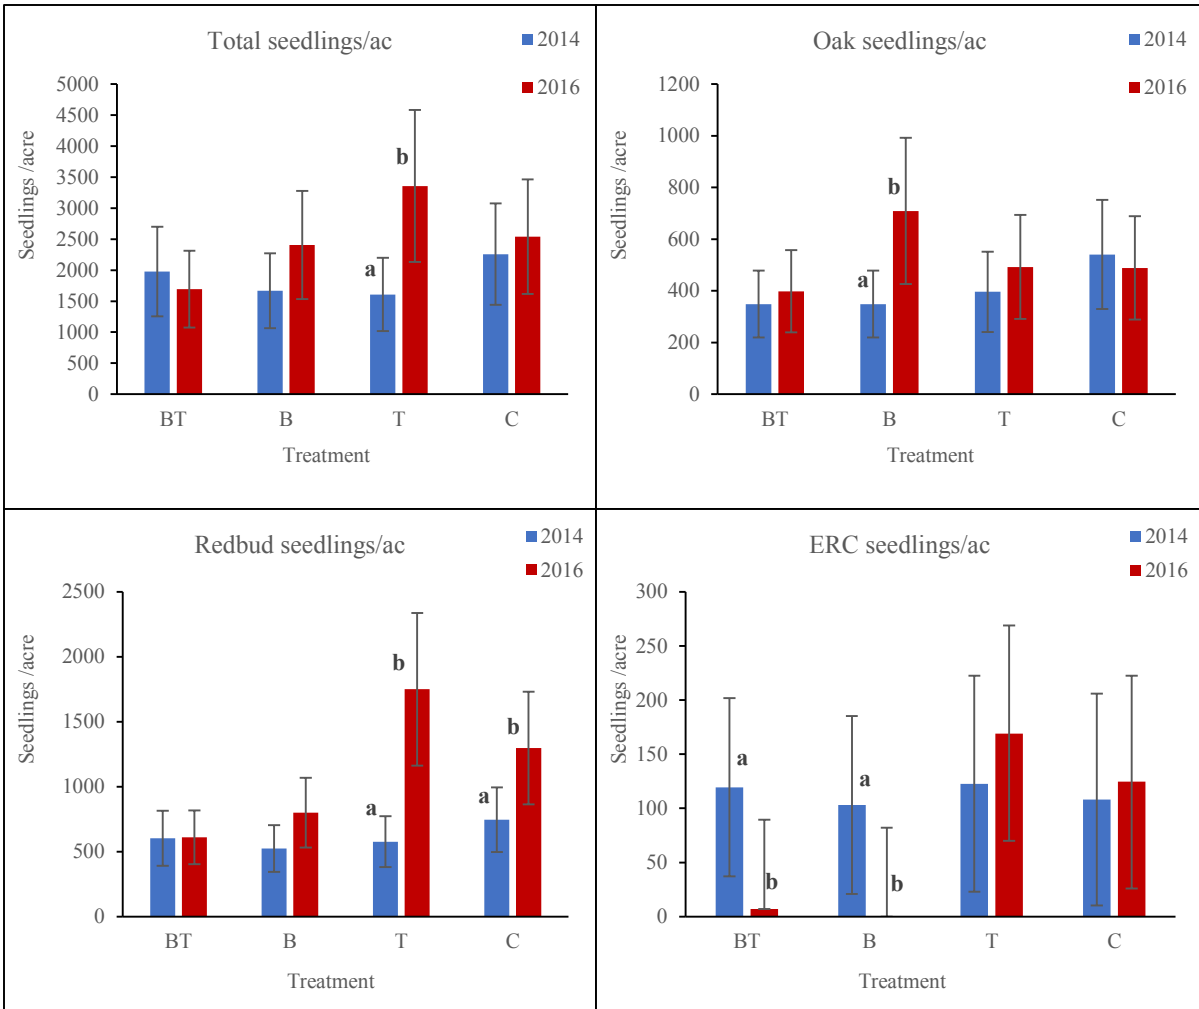 Total seedlings/ac
2014
2016
Seedlings /acre
5000
4500
4000
3500
3000
2500
2000
1500
1000
500
0
a
b
BT
B
T
C
Treatment
Oak seedlings/ac
2014
2016
Seedlings /acre
1200
1000
800
600
400
200
0
a
b
BT
B
T
C
Treatment
Redbud seedlings/ac
2014
2016
Seedlings /acre
2500
2000
1500
1000
500
0
a
b
a
b
BT
B
T
C
Treatment
ERC seedlings/ac
2014
2016
Seedlings /acre
300
250
200
150
100
50
0
a
b
a
b
BT
B
T
C
Treatment